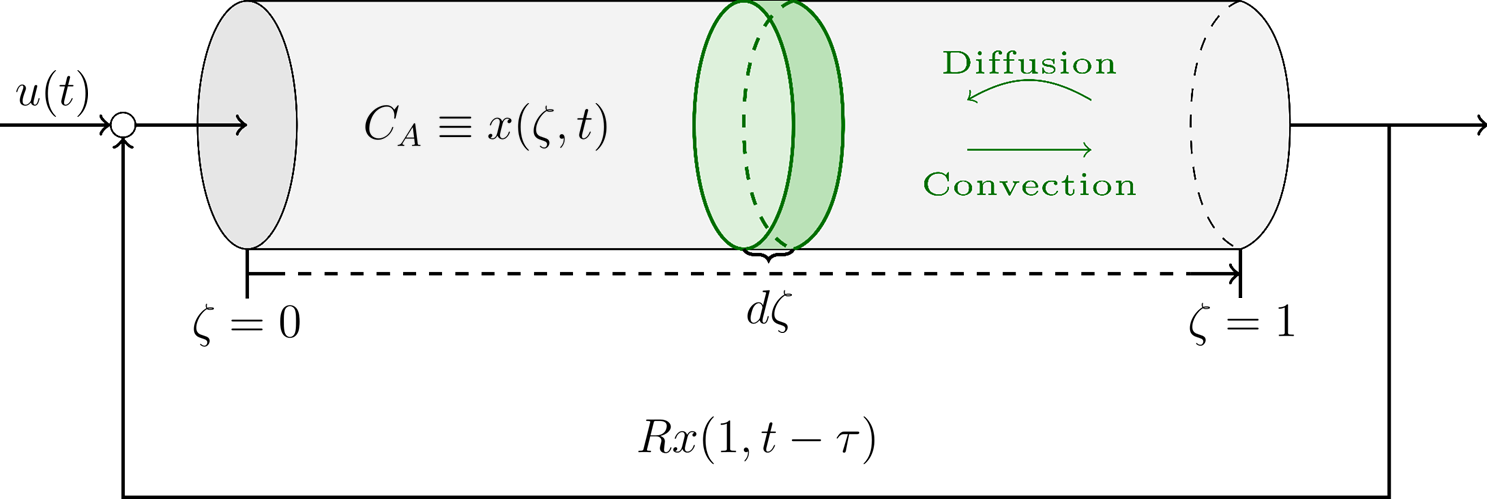 Diffusion
u(t)
C_A ≡ x(ζ, t)
Convection
dζ
ζ = 0
ζ = 1
Rx(1, t − τ)